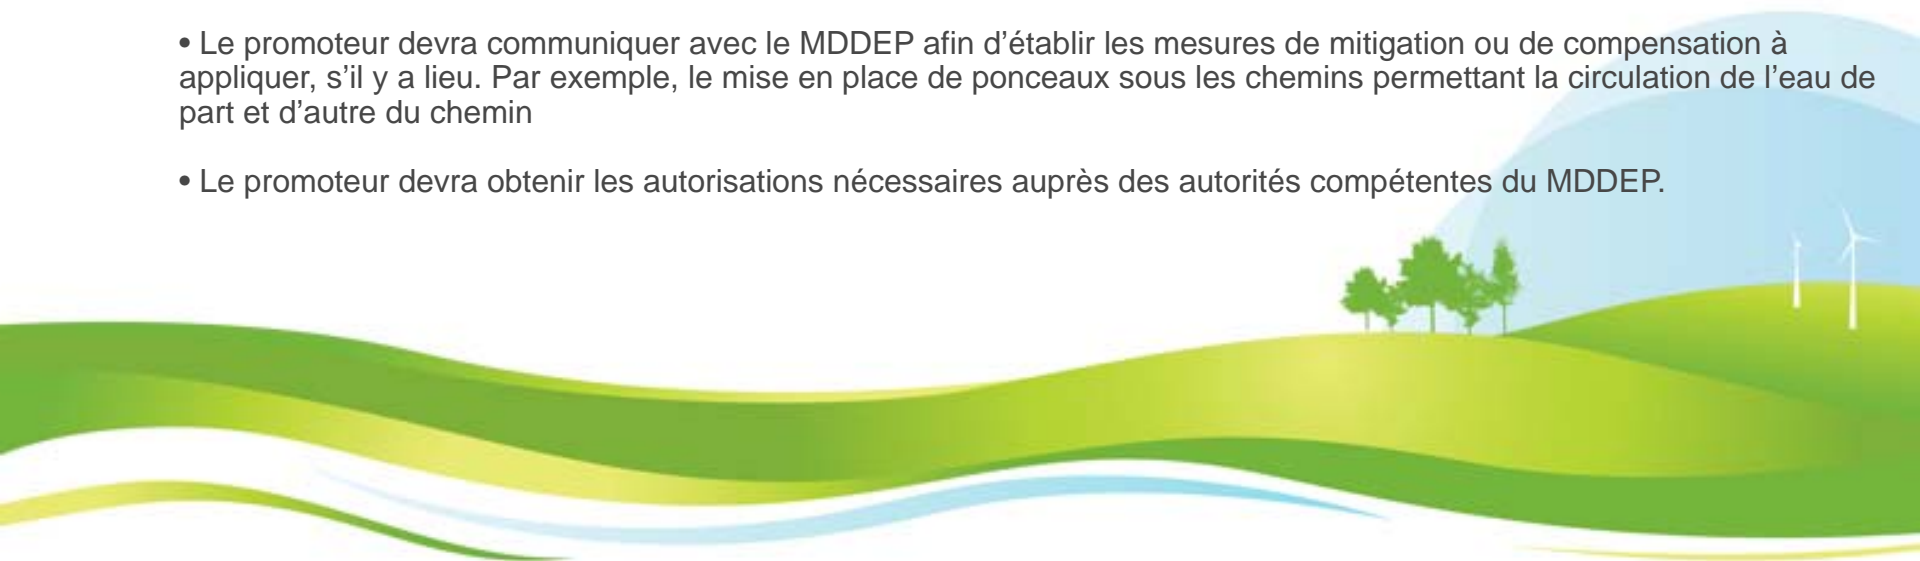 • Le promoteur devra communiquer avec le MDDEP afin d’établir les mesures de mitigation ou de compensation à
appliquer, s’il y a lieu. Par exemple, le mise en place de ponceaux sous les chemins permettant la circulation de l’eau de
part et d’autre du chemin
• Le promoteur devra obtenir les autorisations nécessaires auprès des autorités compétentes du MDDEP.